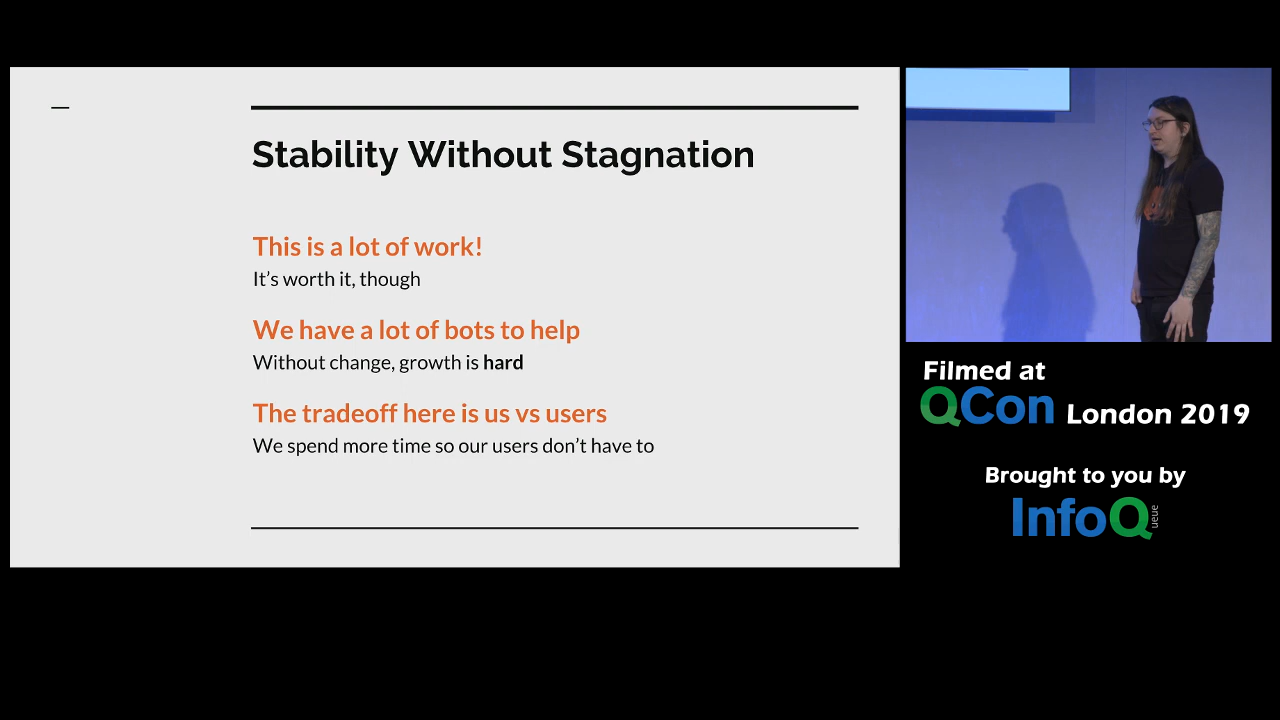 Stability Without Stagnation
This is a lot of work!
It's worth it, though
We have a lot of bots to help
Without change, growth is hard
The tradeoff here is us vs users
We spend more time so our users don't have to
Filmed at
QCon London 2019
Brought to you by
InfoQ
ueue